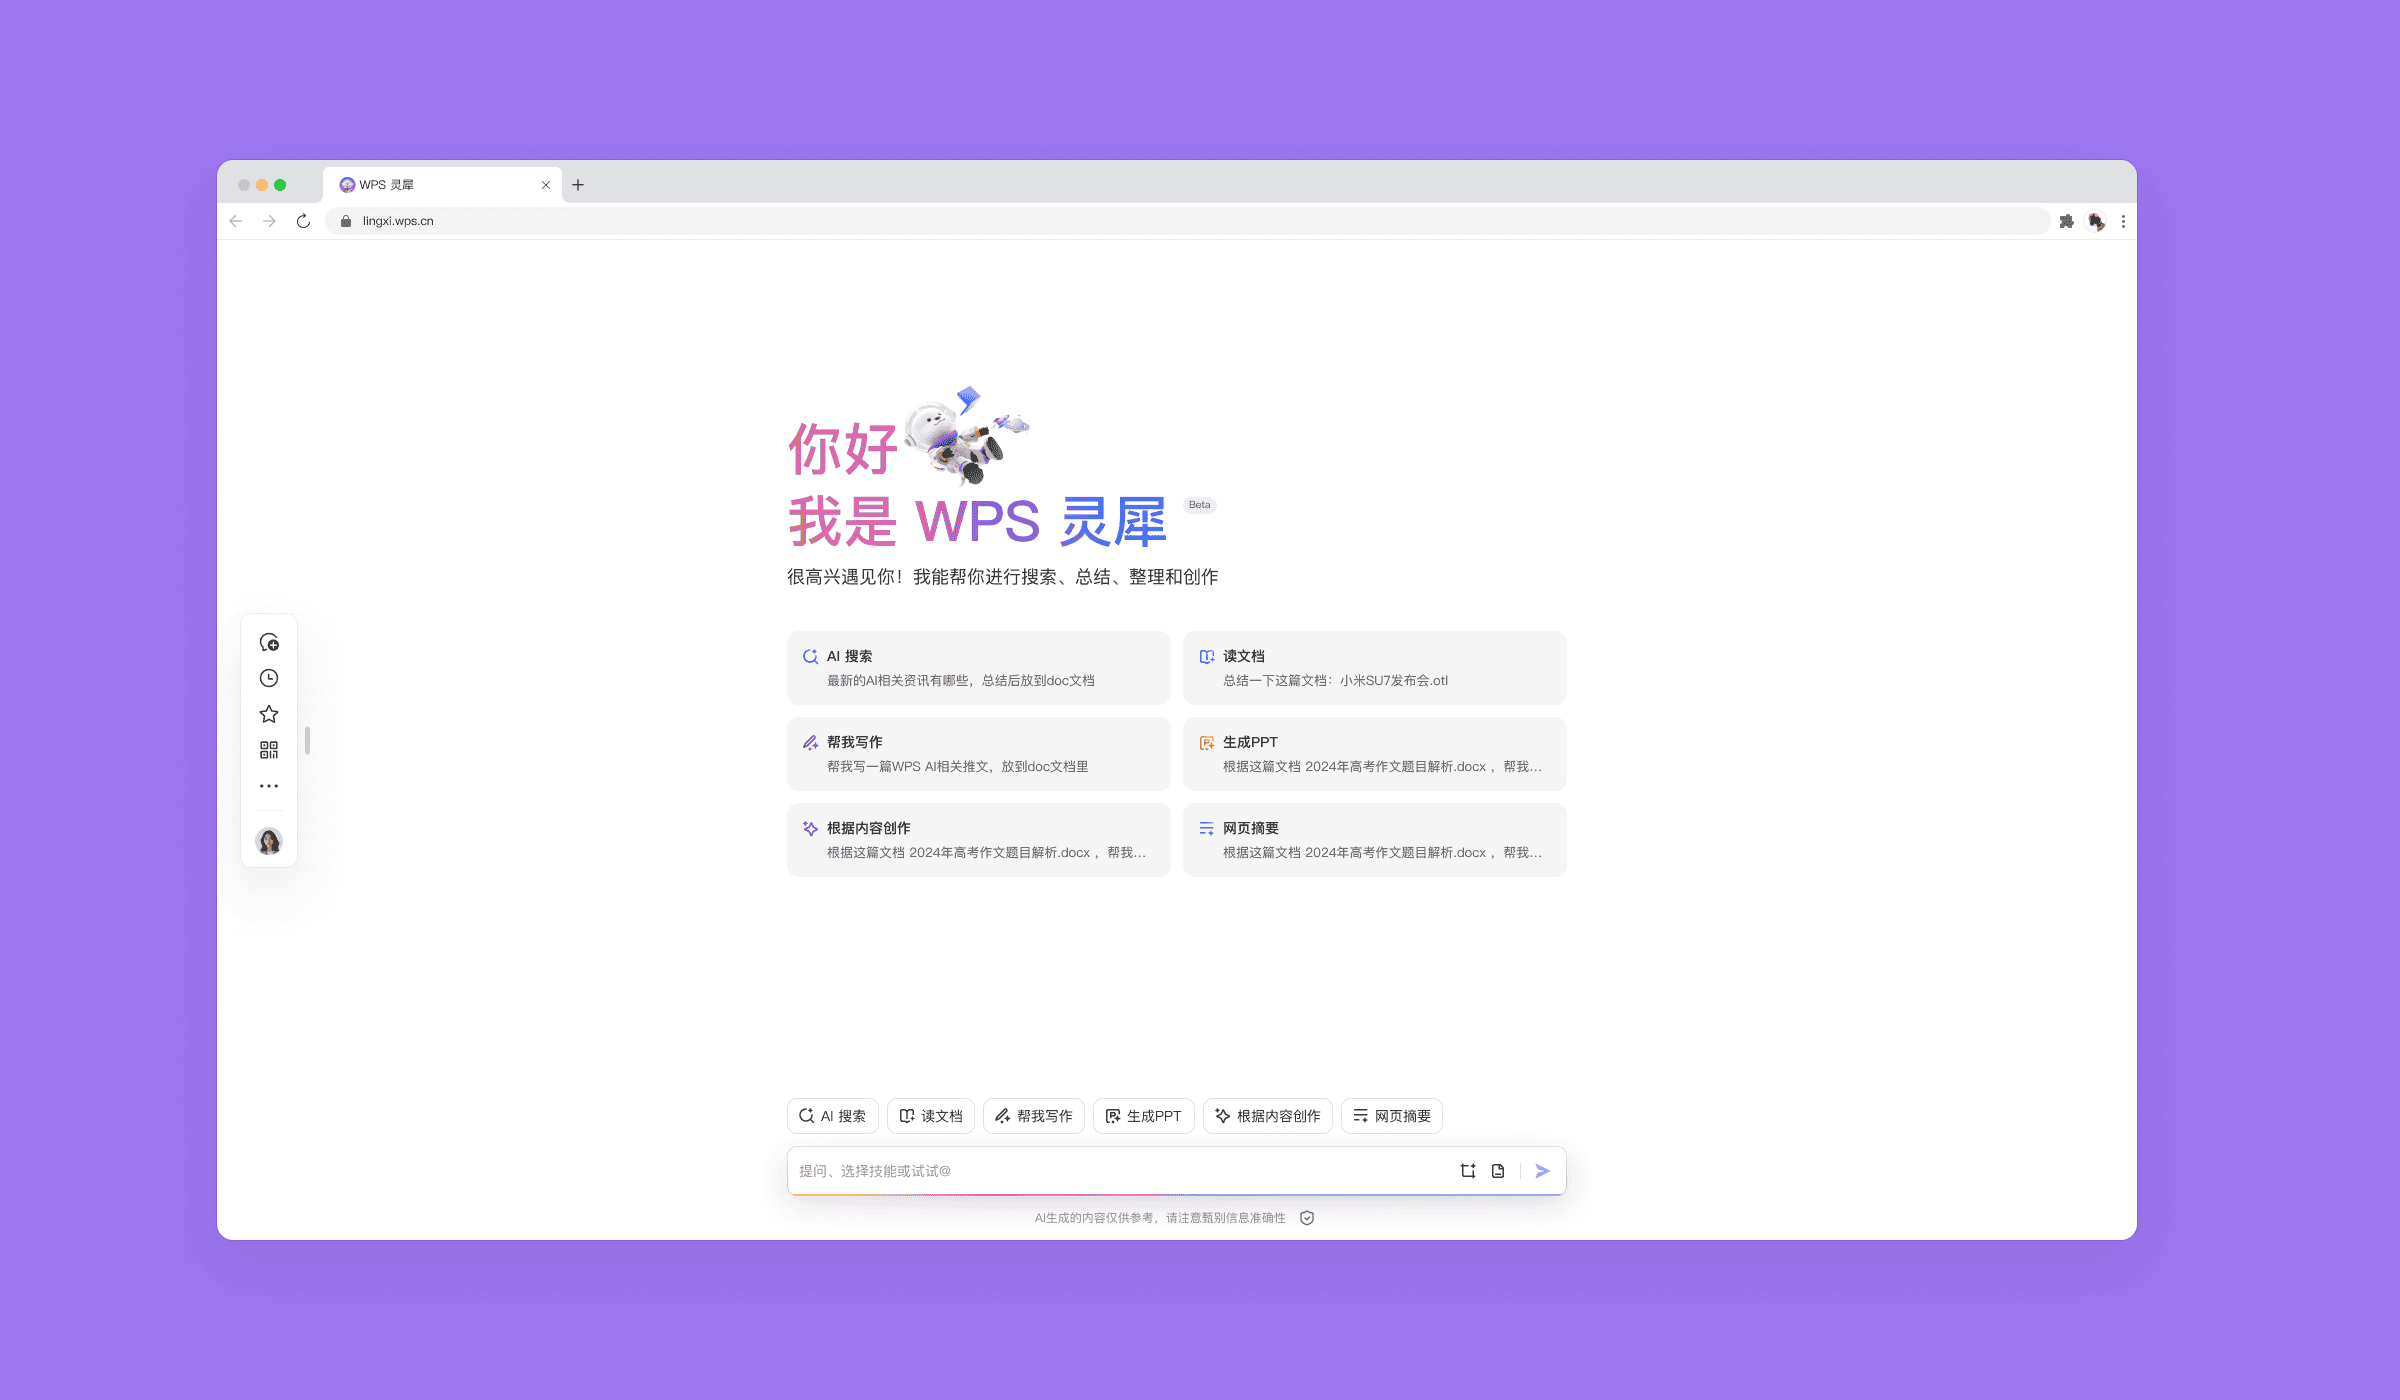 WPS 灵犀
lingxi.wps.cn
你好
我是 WPS 灵犀 Beta
很高兴遇见你！我能帮你进行搜索、总结、整理和创作
AI 搜索
最新的AI相关资讯有哪些，总结后放到doc文档
读文档
总结一下这篇文档：小米SU7发布会.otl
帮我写作
帮我写一篇WPS AI相关推文，放到doc文档里
生成PPT
根据这篇文档 2024年高考作文题目解析.docx ，帮我...
根据内容创作
根据这篇文档 2024年高考作文题目解析.docx ，帮我...
网页摘要
根据这篇文档 2024年高考作文题目解析.docx ，帮我...
AI 搜索 读文档 帮我写作 生成PPT 根据内容创作 网页摘要
提问、选择技能或试试@
AI生成的内容仅供参考，请注意甄别信息准确性